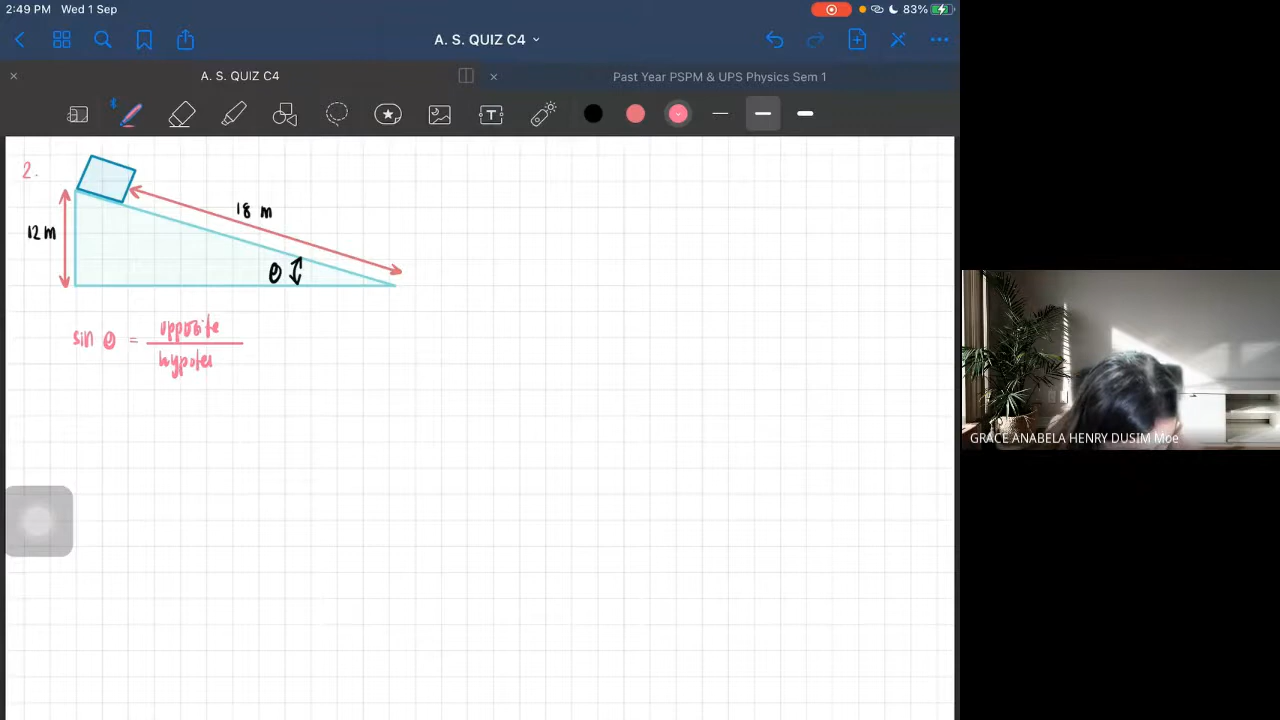 2:49 PM Wed 1 Sep
83%
A. S. QUIZ C4
A. S. QUIZ C4
Past Year PSPM & UPS Physics Sem 1
T
2.
18 m
12 m
θ
sin θ = opposite
hypoten
GRACE ANABELA HENRY DUSIM Moe